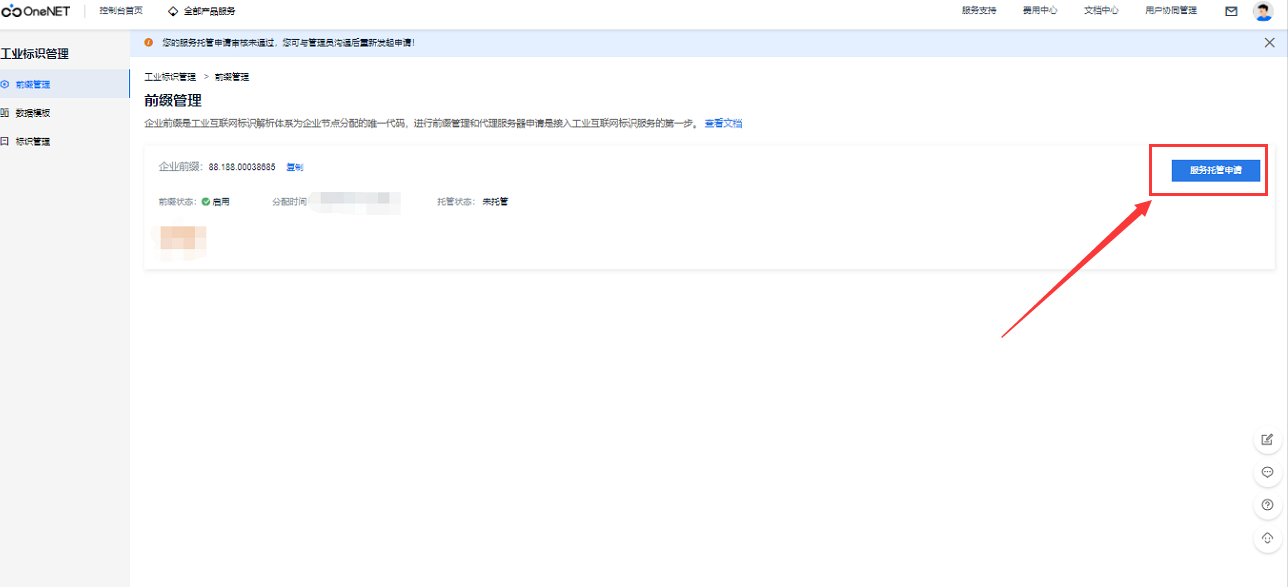 OneNET 控制台首页 全部产品服务 服务支持 费用中心 文档中心 用户协同管理
工业标识管理
前缀管理
数据模板
标识管理
您的服务托管申请审核未通过，您可与管理员沟通后重新发起申请！
工业标识管理 > 前缀管理
前缀管理
企业前缀是工业互联网标识解析体系为企业节点分配的唯一代码，进行前缀管理和代理服务器申请是接入工业互联网标识服务的第一步。 查看文档
企业前缀： 88.188.00038685 复制
服务托管申请
前缀状态： 启用 分配时间 托管状态： 未托管